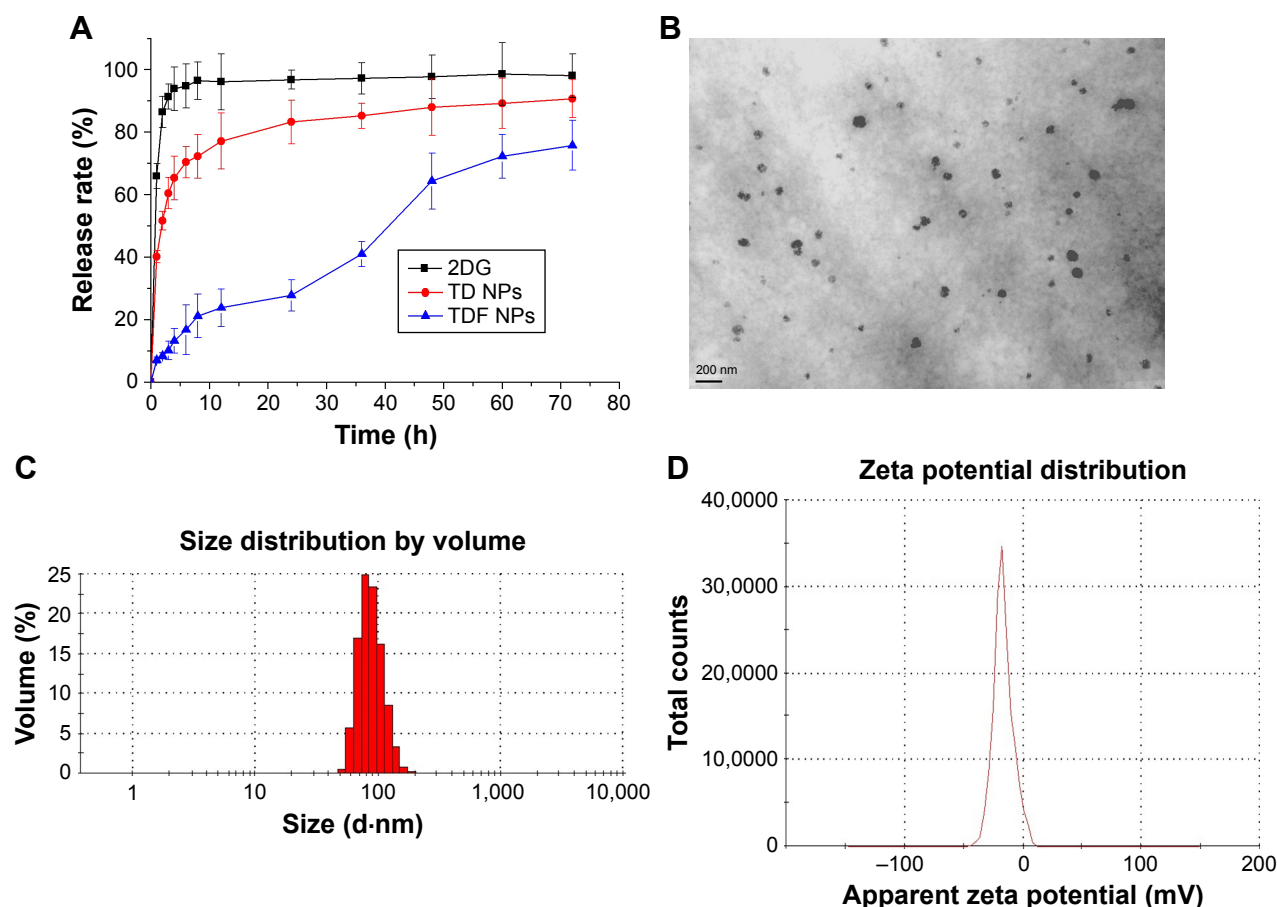 A
Release rate (%)
100
80
60
40
20
0
2DG
TD NPs
TDF NPs
0 10 20 30 40 50 60 70 80
Time (h)
B
200 nm
C
Size distribution by volume
Volume (%)
25
20
15
10
5
0
1 10 100 1,000 10,000
Size (d·nm)
D
Zeta potential distribution
Total counts
40,0000
30,0000
20,0000
10,0000
0
–100 0 100 200
Apparent zeta potential (mV)